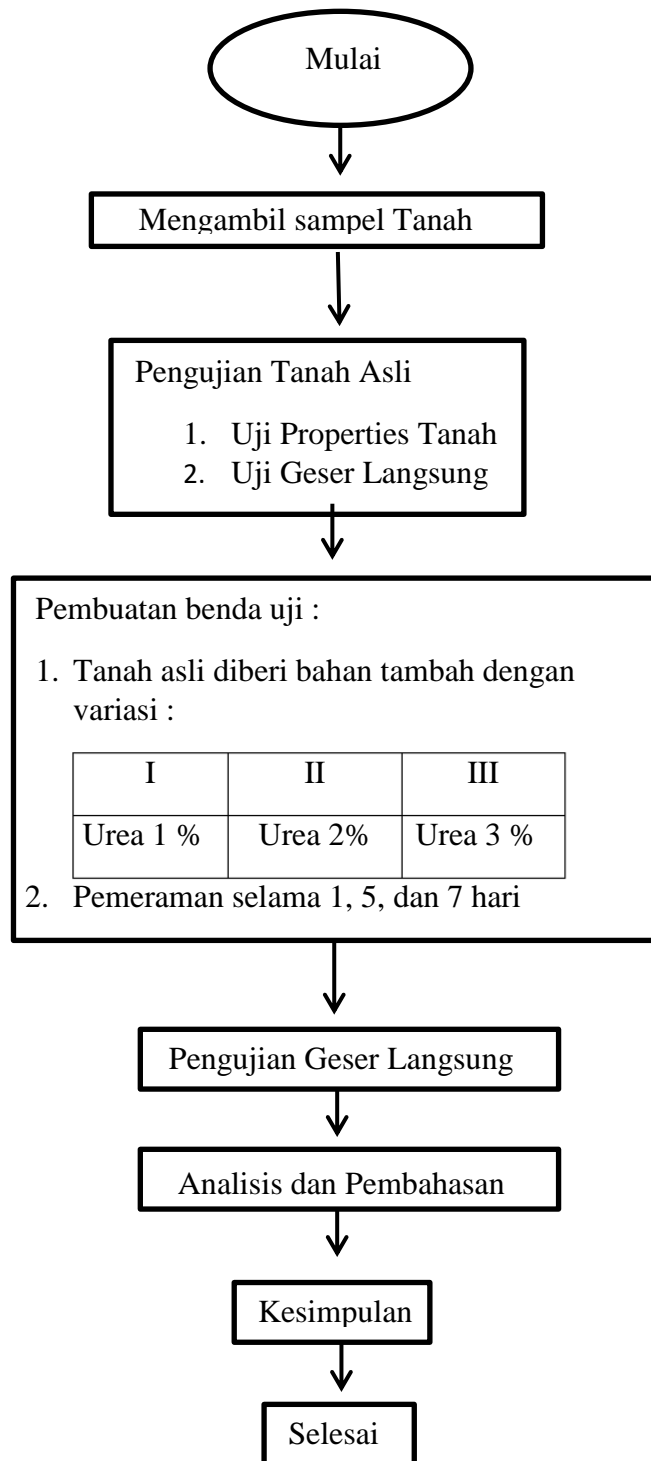 Mulai
Mengambil sampel Tanah
Pengujian Tanah Asli
1. Uji Properties Tanah
2. Uji Geser Langsung
Pembuatan benda uji :
1. Tanah asli diberi bahan tambah dengan
variasi :
I II III
Urea 1 % Urea 2% Urea 3 %
2. Pemeraman selama 1, 5, dan 7 hari
Pengujian Geser Langsung
Analisis dan Pembahasan
Kesimpulan
Selesai